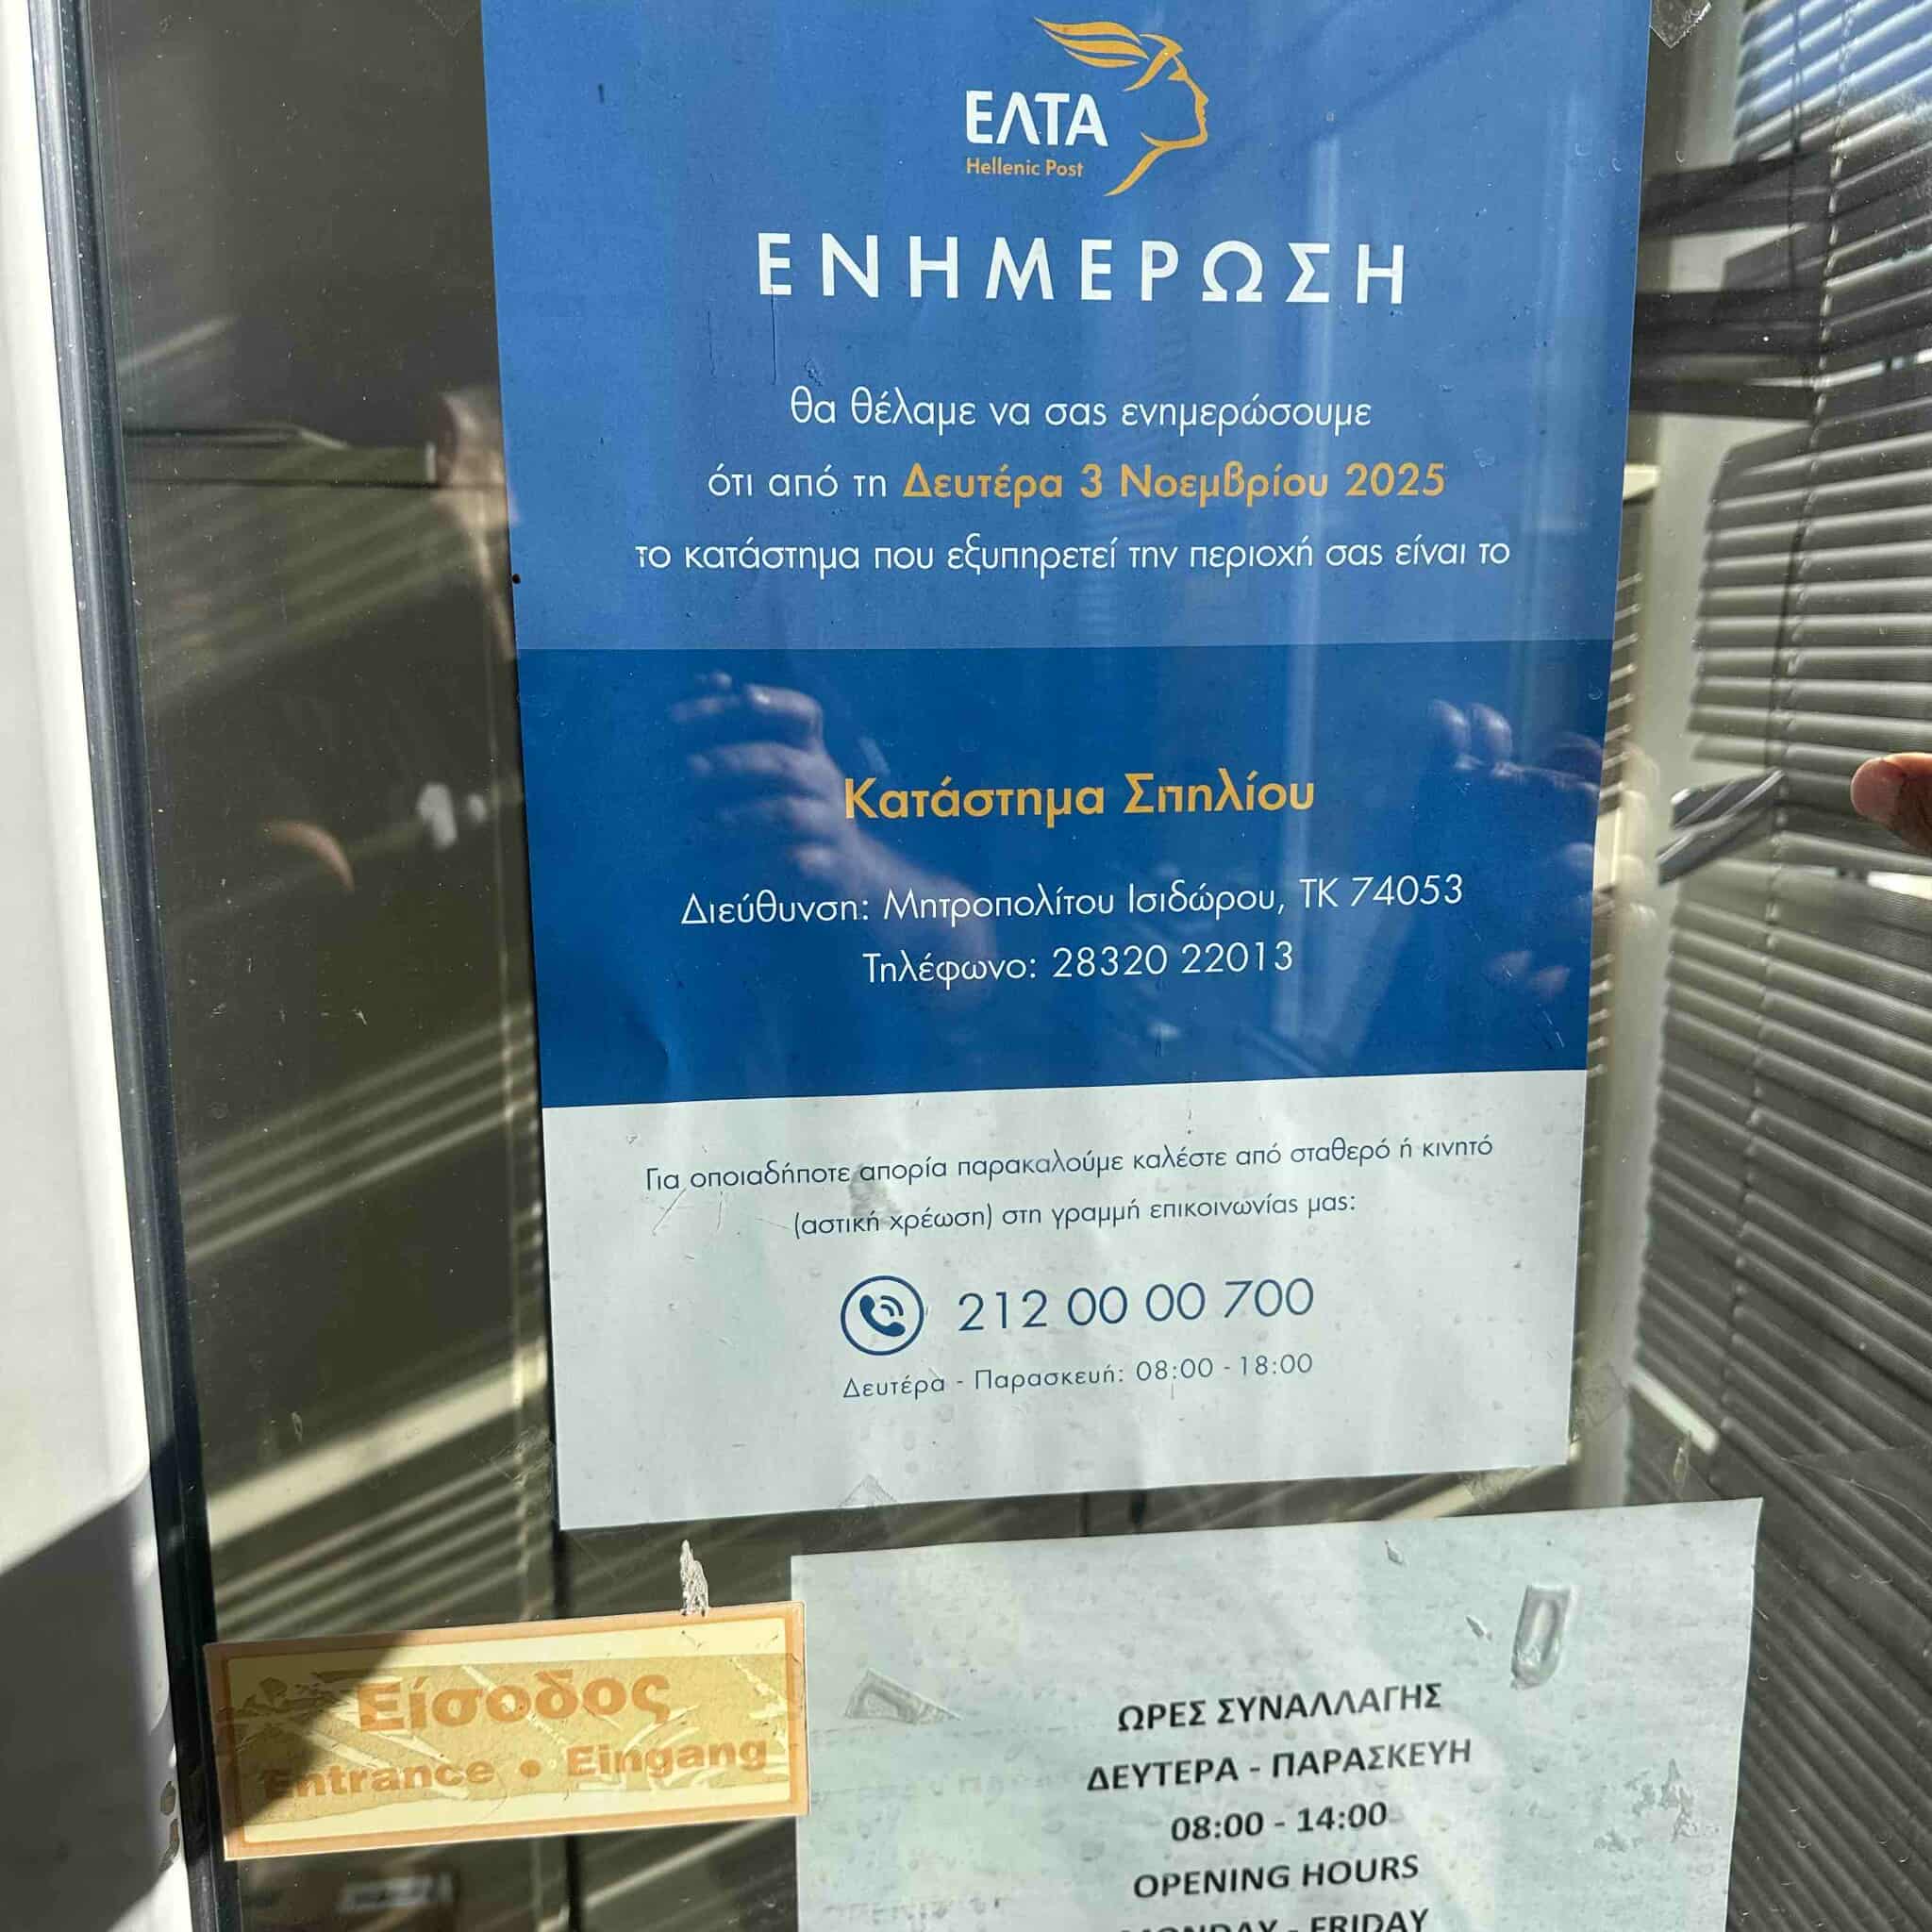 ΕΛΤΑ
Hellenic Post
ΕΝΗΜΕΡΩΣΗ
θα θέλαμε να σας ενημερώσουμε
ότι από τη Δευτέρα 3 Νοεμβρίου 2025
το κατάστημα που εξυπηρετεί την περιοχή σας είναι το
Κατάστημα Σπηλίου
Διεύθυνση: Μητροπολίτου Ισιδώρου, ΤΚ 74053
Τηλέφωνο: 28320 22013
Για οποιαδήποτε απορία παρακαλούμε καλέστε από σταθερό ή κινητό
(αστική χρέωση) στη γραμμή επικοινωνίας μας:
212 00 00 700
Δευτέρα - Παρασκευή: 08:00 - 18:00
Είσοδος
Entrance • Eingang
ΩΡΕΣ ΣΥΝΑΛΛΑΓΗΣ
ΔΕΥΤΕΡΑ - ΠΑΡΑΣΚΕΥΗ
08:00 - 14:00
OPENING HOURS
MONDAY - FRIDAY